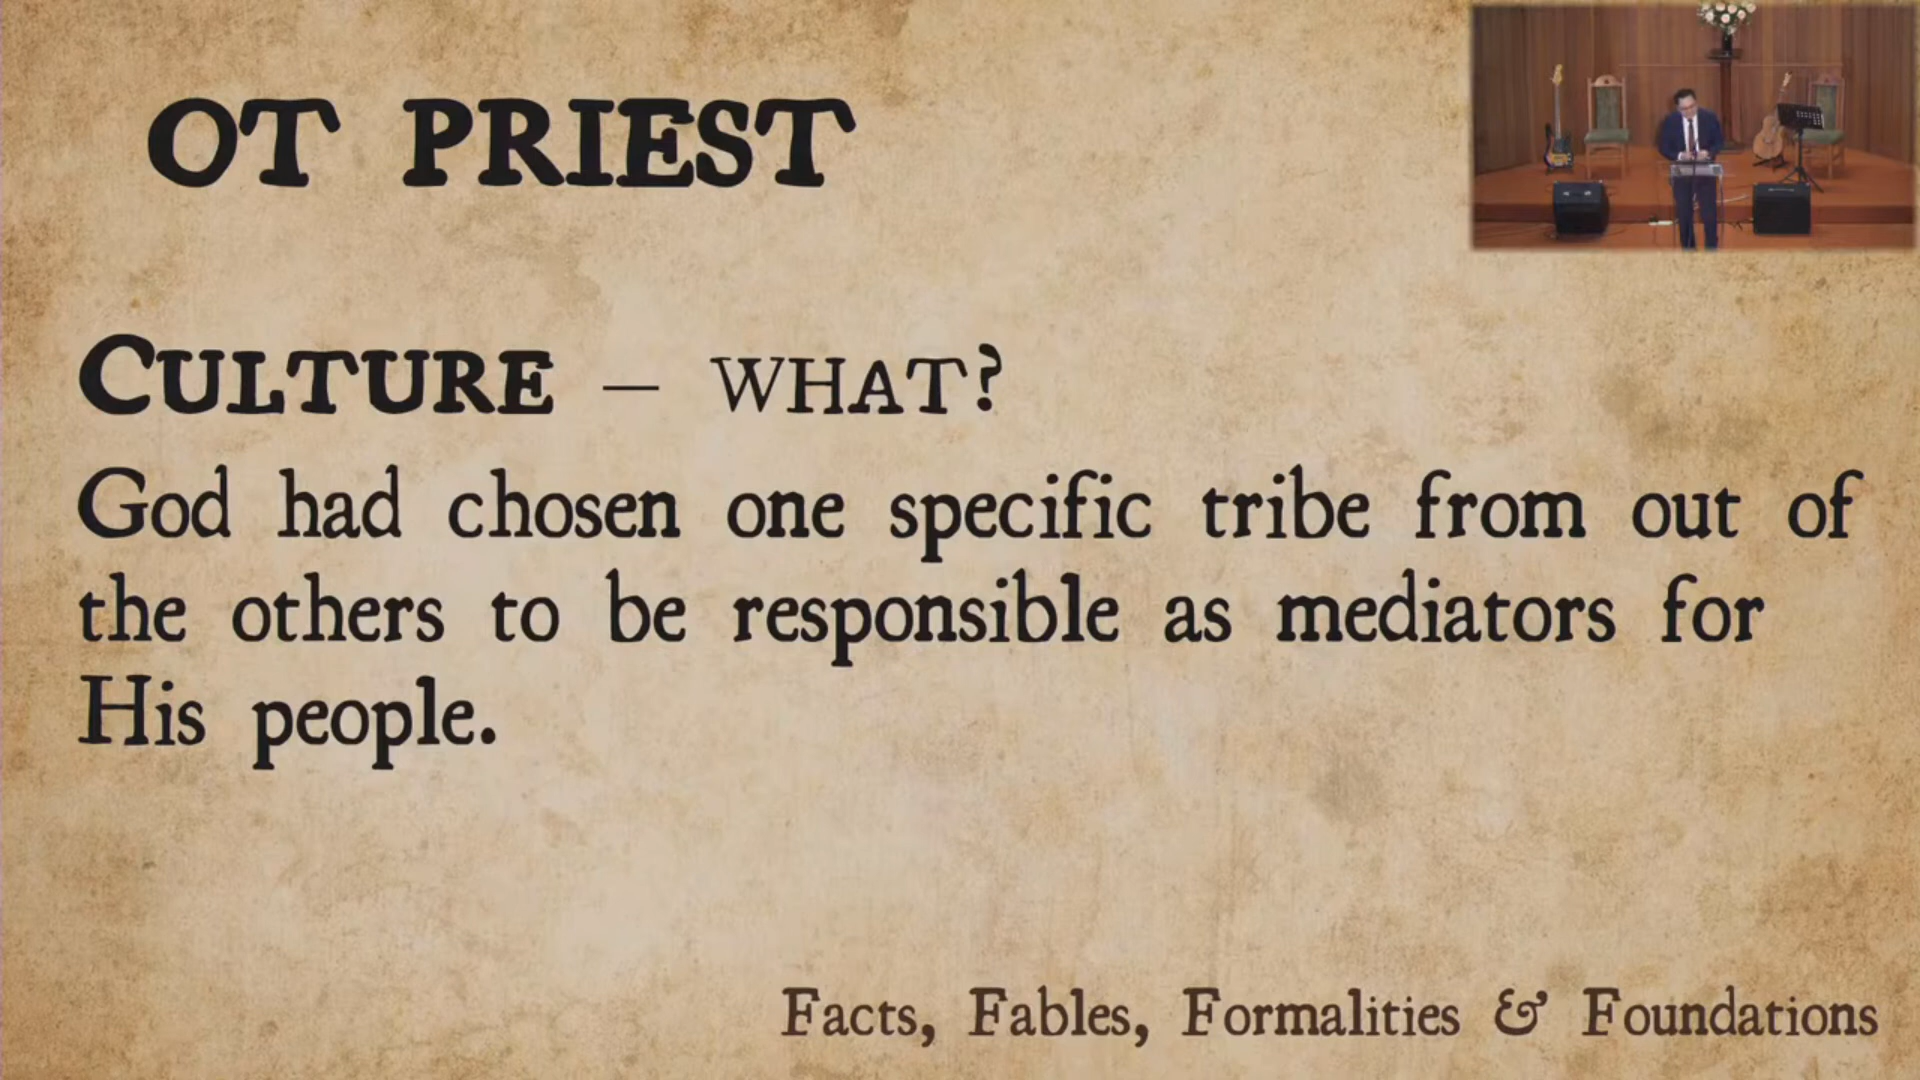 OT PRIEST
CULTURE – WHAT?
God had chosen one specific tribe from out of
the others to be responsible as mediators for
His people.
Facts, Fables, Formalities & Foundations